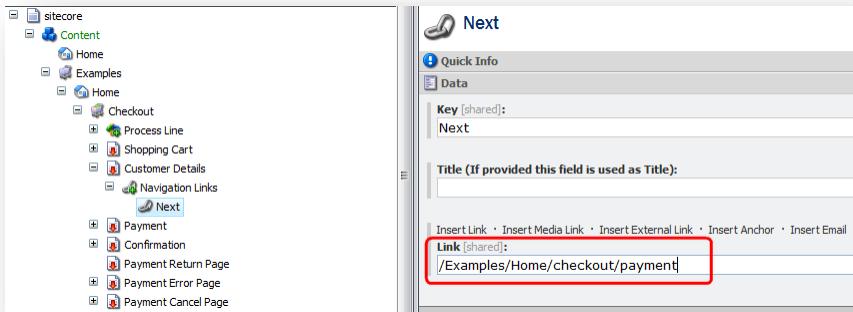 sitecore
Content
Home
Examples
Home
Checkout
Process Line
Shopping Cart
Customer Details
Navigation Links
Next
Payment
Confirmation
Payment Return Page
Payment Error Page
Payment Cancel Page
Next
Quick Info
Data
Key [shared]:
Next
Title (If provided this field is used as Title):
Insert Link • Insert Media Link • Insert External Link • Insert Anchor • Insert Email
Link [shared]:
/Examples/Home/checkout/payment